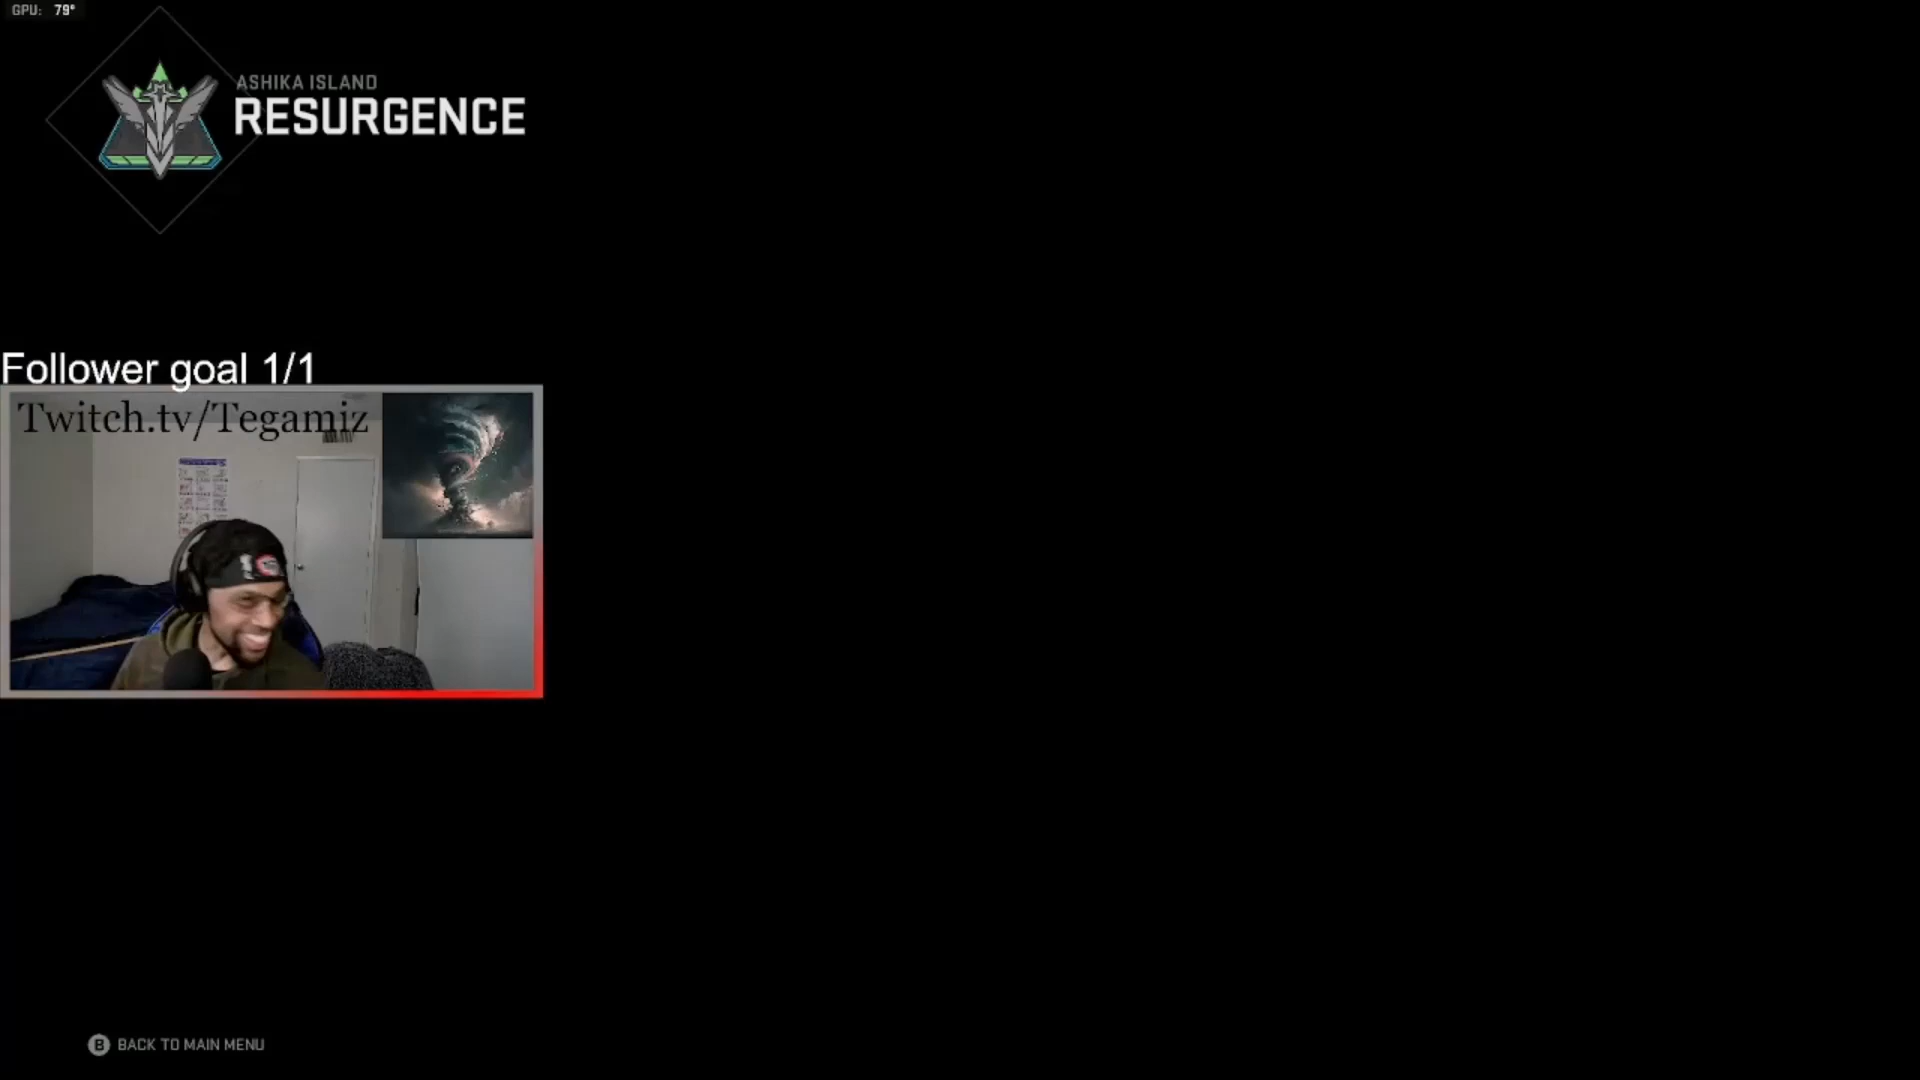 GPU: 79°
ASHIKA ISLAND
RESURGENCE
Follower goal 1/1
Twitch.tv/Tegamiz
B BACK TO MAIN MENU